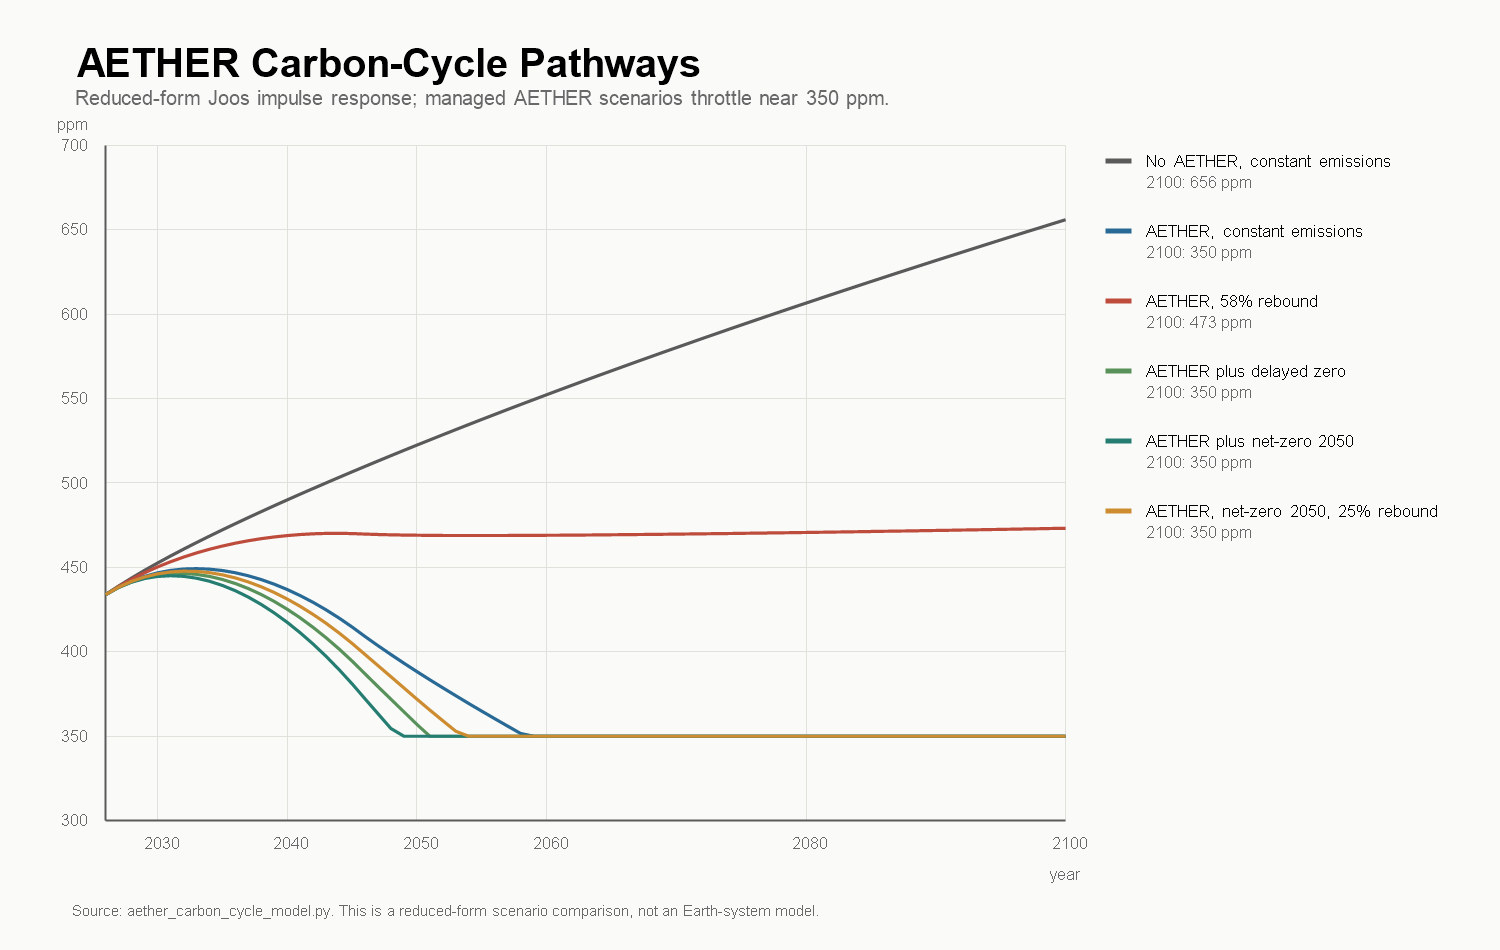 AETHER Carbon-Cycle Pathways
Reduced-form Joos impulse response; managed AETHER scenarios throttle near 350 ppm.
ppm
700
650
600
550
500
450
400
350
300
2030 2040 2050 2060 2080 2100
year
No AETHER, constant emissions
2100: 656 ppm
AETHER, constant emissions
2100: 350 ppm
AETHER, 58% rebound
2100: 473 ppm
AETHER plus delayed zero
2100: 350 ppm
AETHER plus net-zero 2050
2100: 350 ppm
AETHER, net-zero 2050, 25% rebound
2100: 350 ppm
Source: aether_carbon_cycle_model.py. This is a reduced-form scenario comparison, not an Earth-system model.